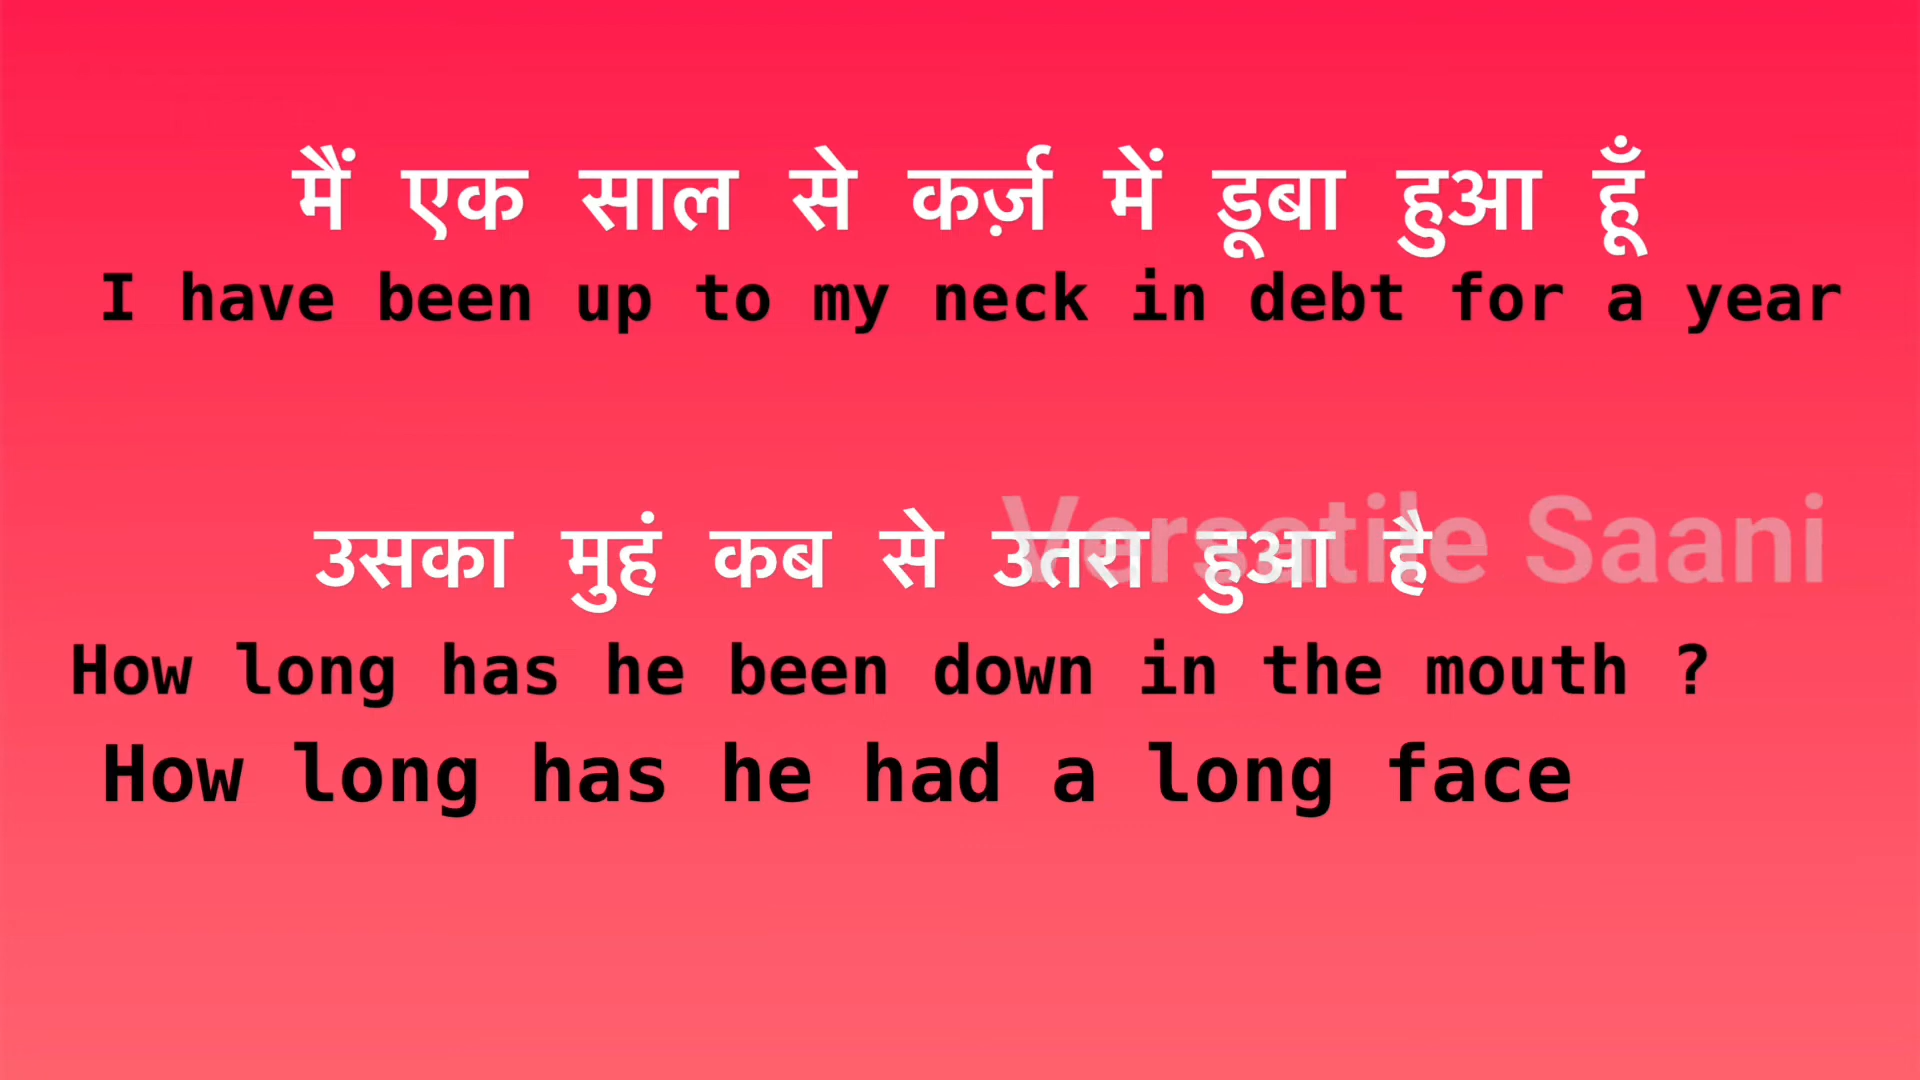 मैं एक साल से कर्ज़ में डूबा हुआ हूँ
I have been up to my neck in debt for a year
उसका मुहं कब से उतरा हुआ है
Versatile Saani
How long has he been down in the mouth ?
How long has he had a long face